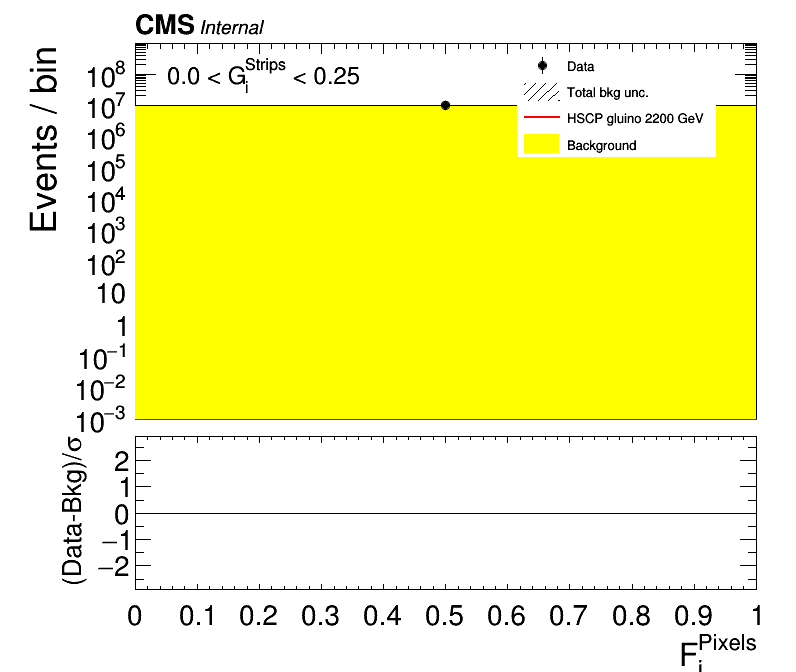 CMS Internal
Events / bin
0.0 < G_i^Strips < 0.25
Data
Total bkg unc.
HSCP gluino 2200 GeV
Background
10^8
10^7
10^6
10^5
10^4
10^3
10^2
10
1
10^−1
10^−2
10^−3
(Data-Bkg)/σ
2
1
0
−1
−2
0 0.1 0.2 0.3 0.4 0.5 0.6 0.7 0.8 0.9 1
F_i^Pixels